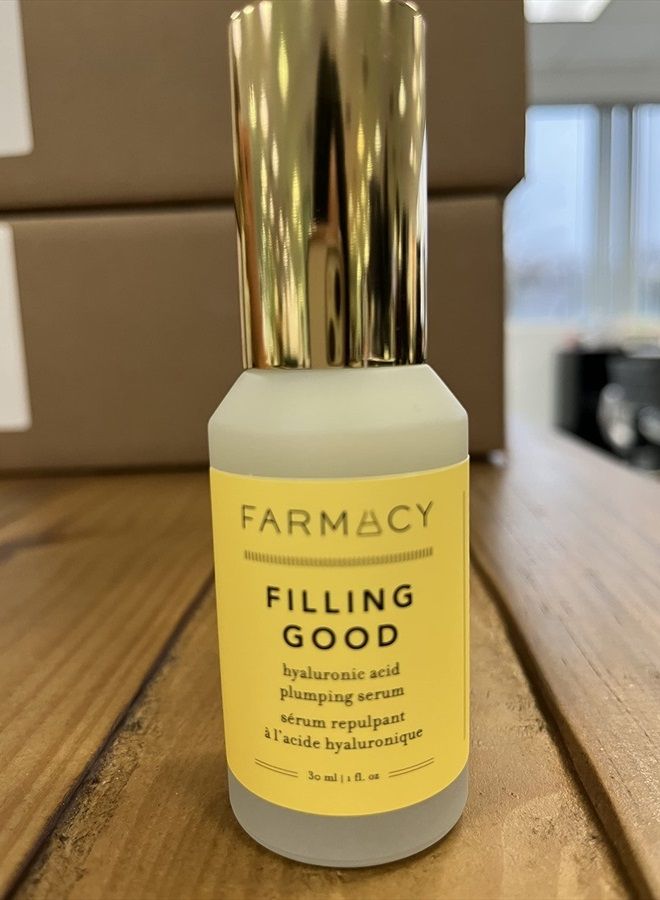 FARMACY
FILLING
GOOD
hyaluronic acid
plumping serum
sérum repulpant
à l'acide hyaluronique
30 ml | 1 fl. oz